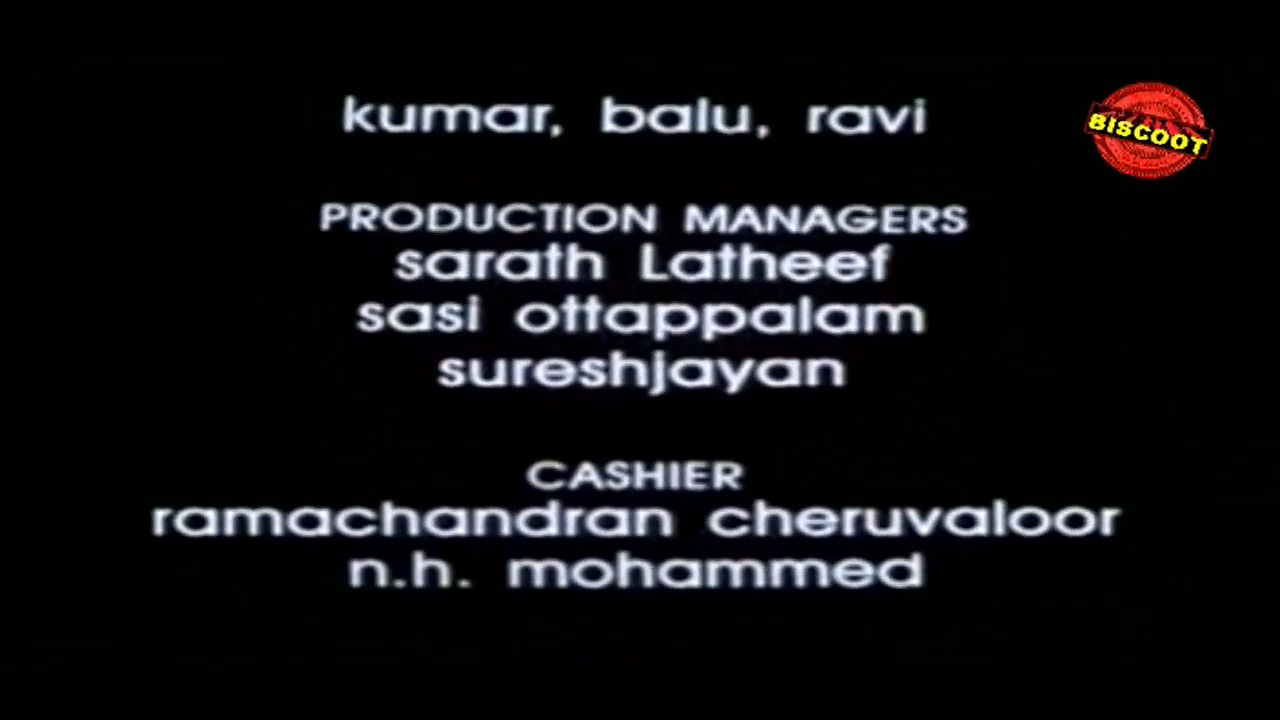 kumar, balu, ravi
BISCOOT
PRODUCTION MANAGERS
sarath Latheef
sasi ottappalam
sureshjayan
CASHIER
ramachandran cheruvaloor
n.h. mohammed